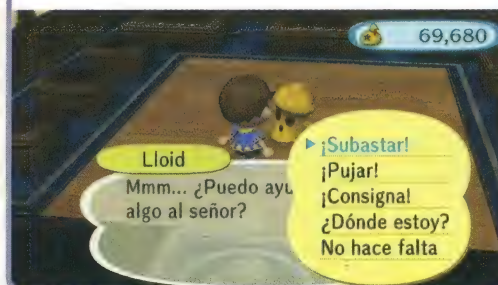 69,680
Lloid
Mmm... ¿Puedo ayu
algo al señor?
¡Subastar!
¡Pujar!
¡Consigna!
¿Dónde estoy?
No hace falta